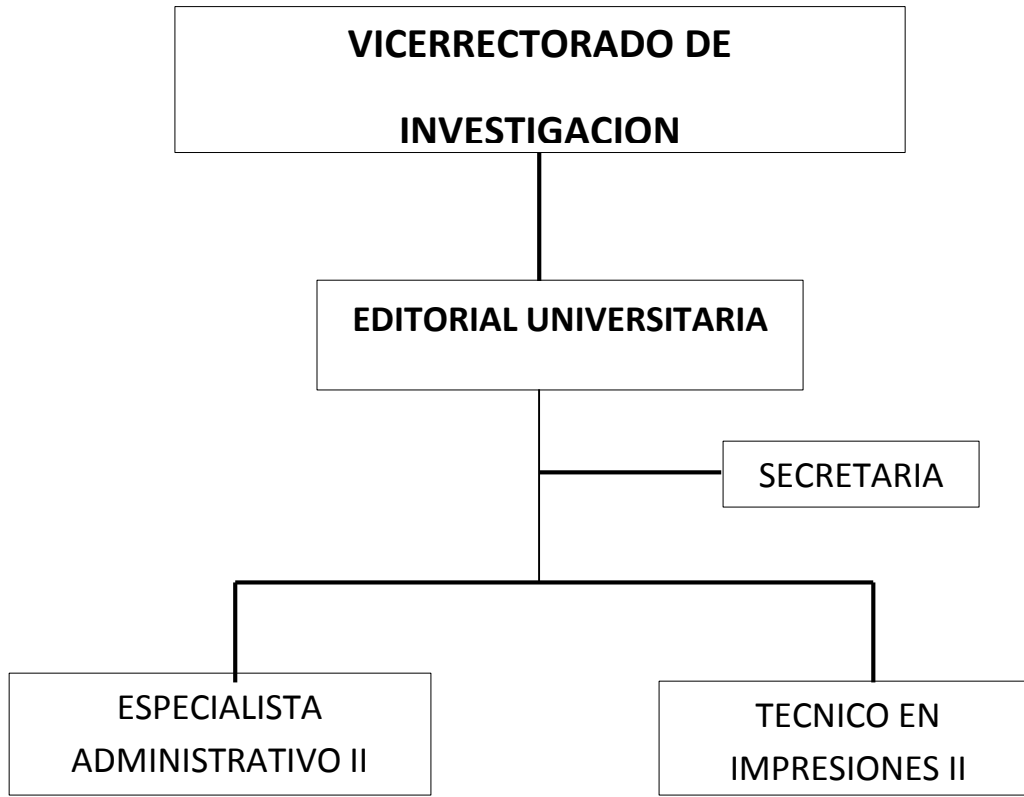 VICERRECTORADO DE
INVESTIGACION
EDITORIAL UNIVERSITARIA
SECRETARIA
ESPECIALISTA
ADMINISTRATIVO II
TECNICO EN
IMPRESIONES II